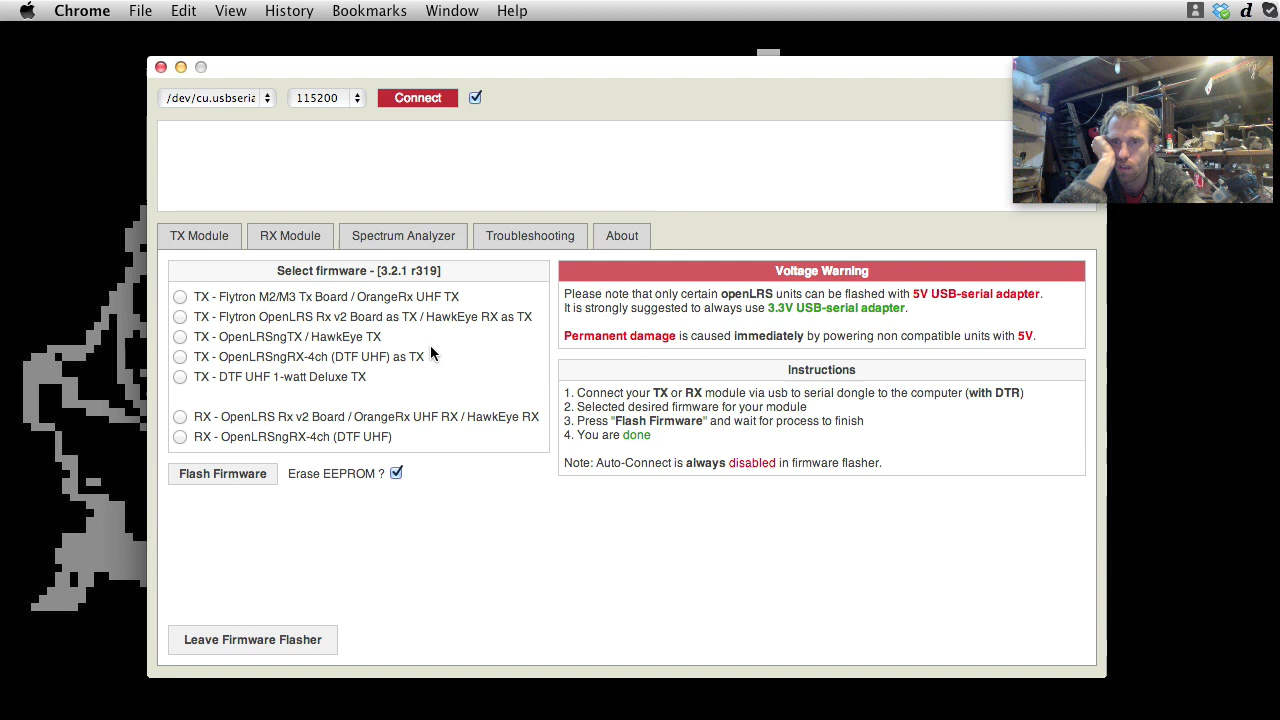 Chrome File Edit View History Bookmarks Window Help
/dev/cu.usbseria 115200 Connect
TX Module RX Module Spectrum Analyzer Troubleshooting About
Select firmware - [3.2.1 r319]
TX - Flytron M2/M3 Tx Board / OrangeRx UHF TX
TX - Flytron OpenLRS Rx v2 Board as TX / HawkEye RX as TX
TX - OpenLRSngTX / HawkEye TX
TX - OpenLRSngRX-4ch (DTF UHF) as TX
TX - DTF UHF 1-watt Deluxe TX
RX - OpenLRS Rx v2 Board / OrangeRx UHF RX / HawkEye RX
RX - OpenLRSngRX-4ch (DTF UHF)
Flash Firmware Erase EEPROM ?
Voltage Warning
Please note that only certain openLRS units can be flashed with 5V USB-serial adapter.
It is strongly suggested to always use 3.3V USB-serial adapter.
Permanent damage is caused immediately by powering non compatible units with 5V.
Instructions
1. Connect your TX or RX module via usb to serial dongle to the computer (with DTR)
2. Selected desired firmware for your module
3. Press "Flash Firmware" and wait for process to finish
4. You are done
Note: Auto-Connect is always disabled in firmware flasher.
Leave Firmware Flasher